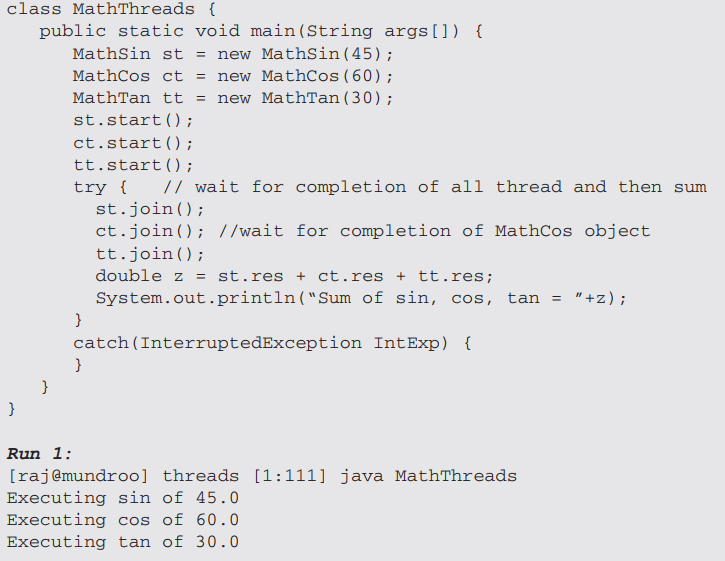 class MathThreads {
public static void main(String args[]) {
MathSin st = new MathSin(45);
MathCos ct = new MathCos(60);
MathTan tt = new MathTan(30);
st.start();
ct.start();
tt.start();
try { // wait for completion of all thread and then sum
st.join();
ct.join(); //wait for completion of MathCos object
tt.join();
double z = st.res + ct.res + tt.res;
System.out.println(“Sum of sin, cos, tan = ”+z);
}
catch(InterruptedException IntExp) {
}
}
}
Run 1:
[raj@mundroo] threads [1:111] java MathThreads
Executing sin of 45.0
Executing cos of 60.0
Executing tan of 30.0